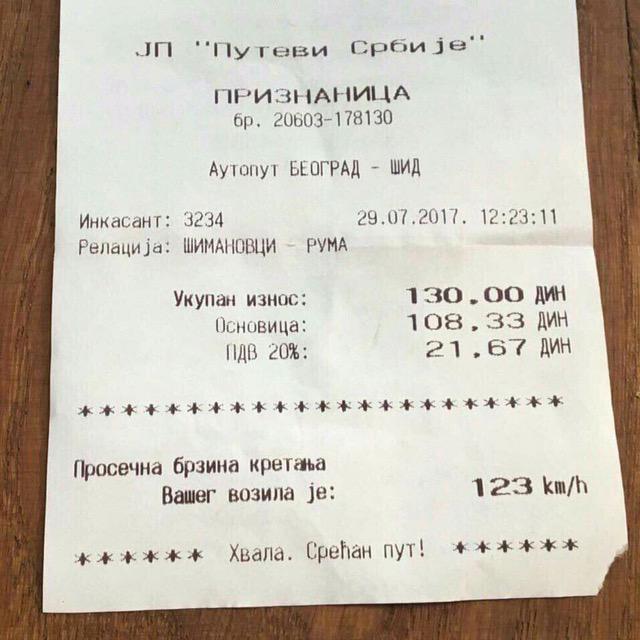 ЈП "Путеви Србије"
ПРИЗНАНИЦА
бр. 20603-178130
Аутопут БЕОГРАД - ШИД
Инкасант: 3234 29.07.2017. 12:23:11
Релација: ШИМАНОВЦИ - РУМА
Укупан износ: 130.00 ДИН
Основица: 108.33 ДИН
ПДВ 20%: 21.67 ДИН
**********************
Просечна брзина кретања
Вашег возила је: 123 km/h
****** Хвала. Срећан пут! ******